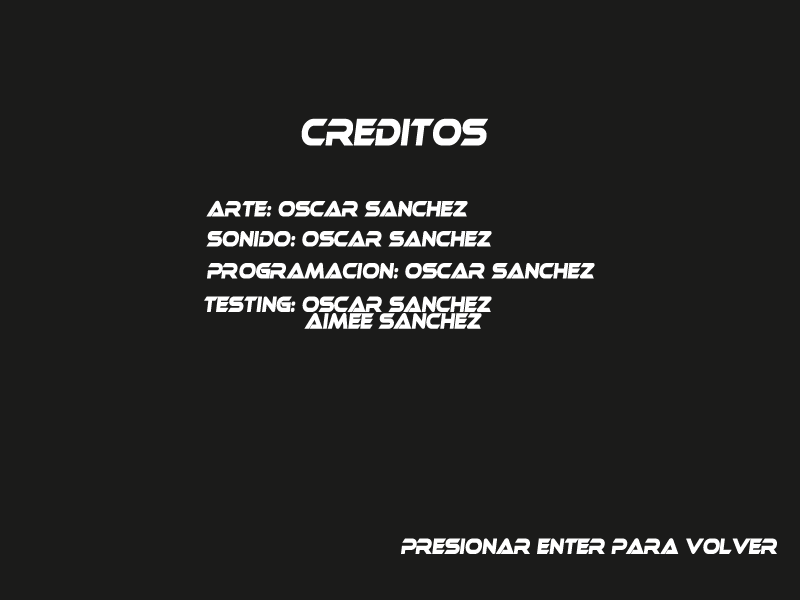 CREDITOS
ARTE: OSCAR SANCHEZ
SONIDO: OSCAR SANCHEZ
PROGRAMACION: OSCAR SANCHEZ
TESTING: OSCAR SANCHEZ
AIMEE SANCHEZ
PRESIONAR ENTER PARA VOLVER